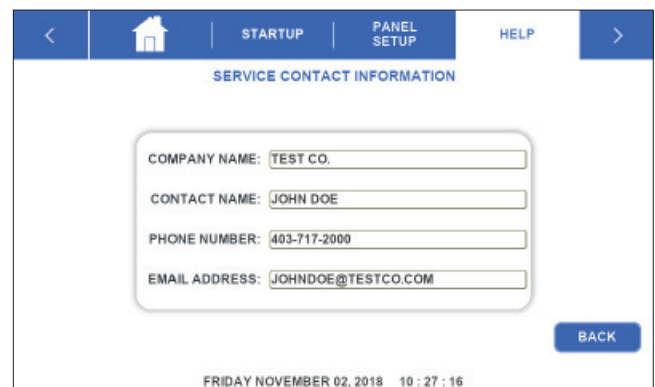 < STARTUP PANEL SETUP HELP >
SERVICE CONTACT INFORMATION
COMPANY NAME: TEST CO.
CONTACT NAME: JOHN DOE
PHONE NUMBER: 403-717-2000
EMAIL ADDRESS: JOHNDOE@TESTCO.COM
BACK
FRIDAY NOVEMBER 02, 2018 10 : 27 : 16